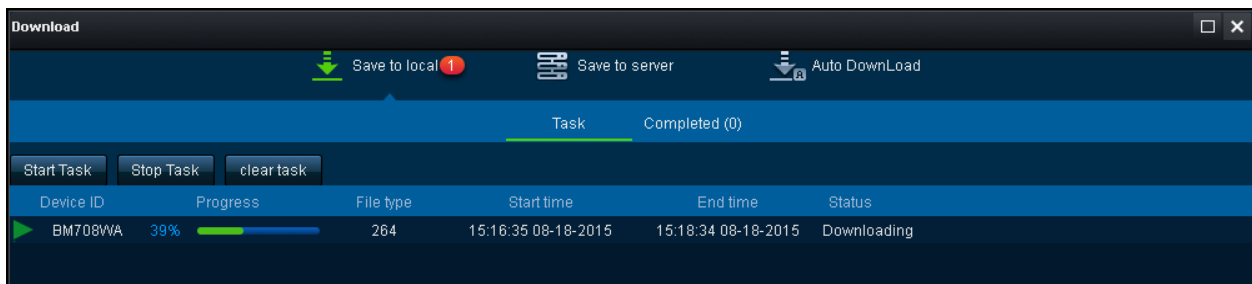 Download
Save to local 1 Save to server Auto DownLoad
Task Completed (0)
Start Task Stop Task clear task
Device ID Progress File type Start time End time Status
BM708WA 39% 264 15:16:35 08-18-2015 15:18:34 08-18-2015 Downloading